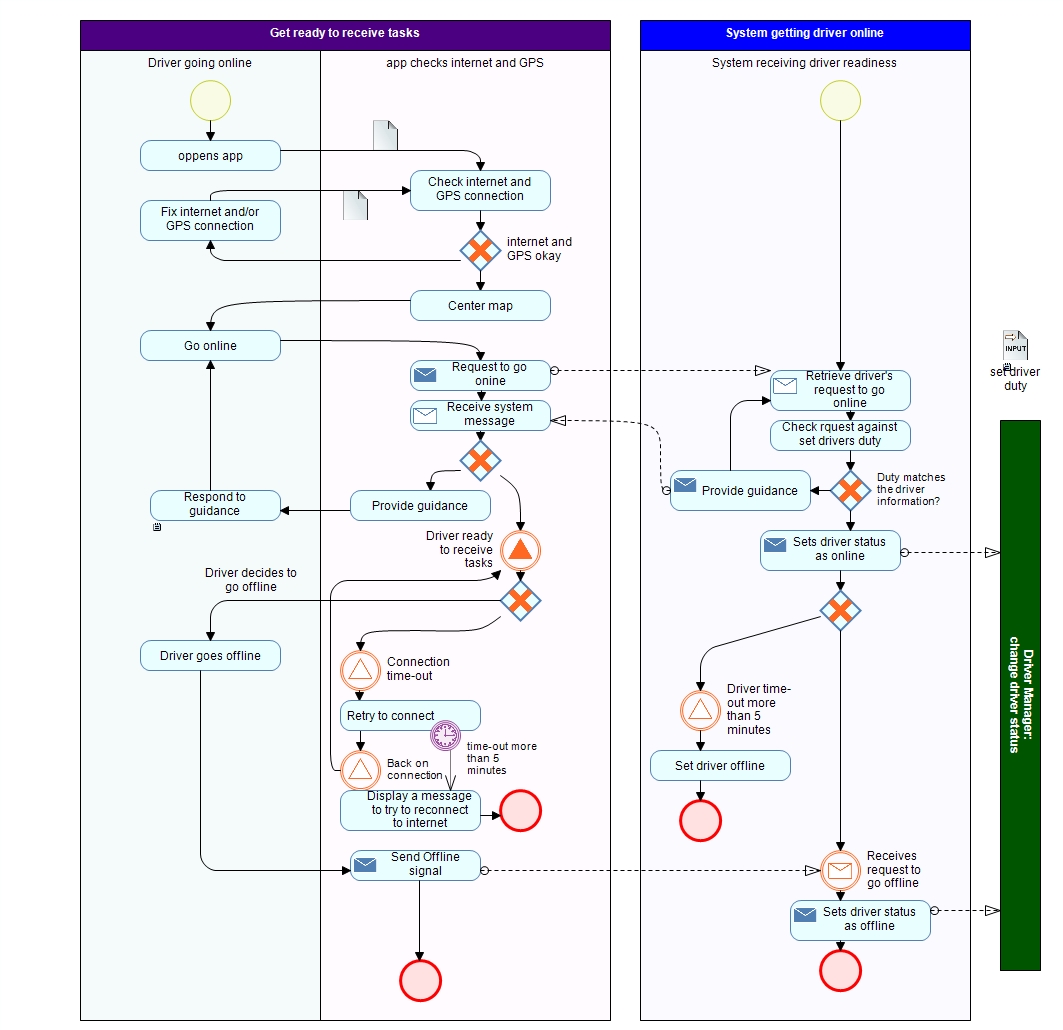 Get ready to receive tasks
System getting driver online
Driver going online
app checks internet and GPS
System receiving driver readiness
oppens app
Check internet and
GPS connection
Fix internet and/or
GPS connection
internet and
GPS okay
Center map
Go online
Request to go
onine
Receive system
message
Retrieve driver's
request to go
online
Check rquest against
set drivers duty
INPUT
set driver
duty
Respond to
guidance
Provide guidance
Provide guidance
Duty matches
the driver
information?
Driver ready
to receive
tasks
Sets driver status
as online
Driver decides to
go offline
Driver goes offline
Connection
time-out
Retry to connect
time-out more
than 5
minutes
Back on
connection
Display a message
to try to reconnect
to internet
Driver time-
out more
than 5
minutes
Set driver offline
Driver Manager:
change driver status
Send Offline
signal
Receives
request to
go offline
Sets driver status
as offline